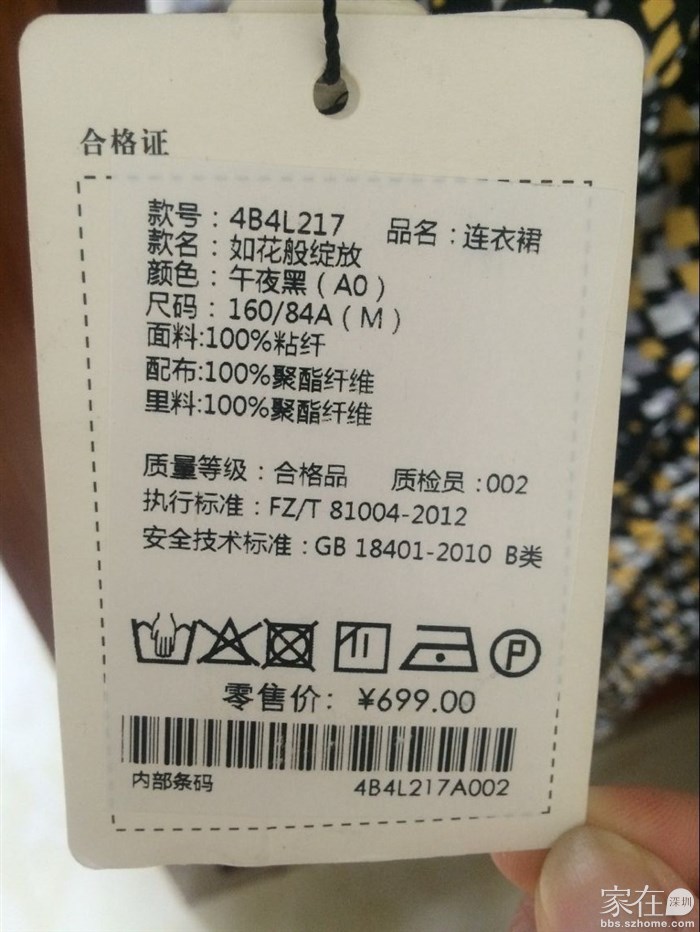 合格证
款号：4B4L217 品名：连衣裙
款名：如花般绽放
颜色：午夜黑（A0）
尺码：160/84A（M）
面料:100%粘纤
配布:100%聚酯纤维
里料:100%聚酯纤维
质量等级：合格品 质检员：002
执行标准：FZ/T 81004-2012
安全技术标准：GB 18401-2010 B类
P
零售价：¥699.00
内部条码 4B4L217A002
家在深圳
bbs.szhome.com